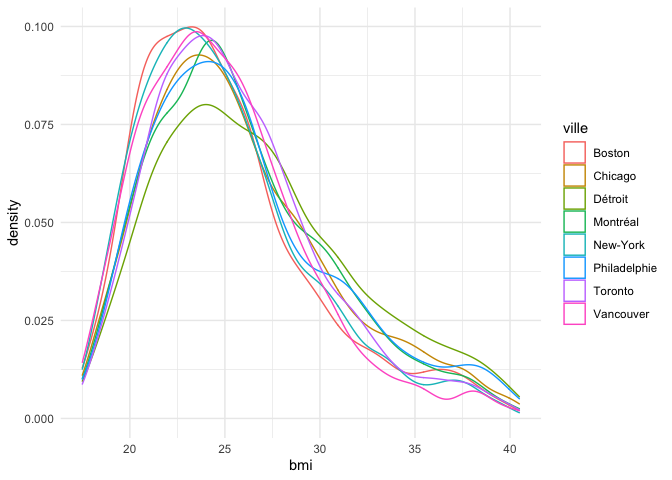 0.100
0.075
0.050
0.025
0.000
density
20 25 30 35 40
bmi
ville
Boston
Chicago
Détroit
Montréal
New-York
Philadelphie
Toronto
Vancouver